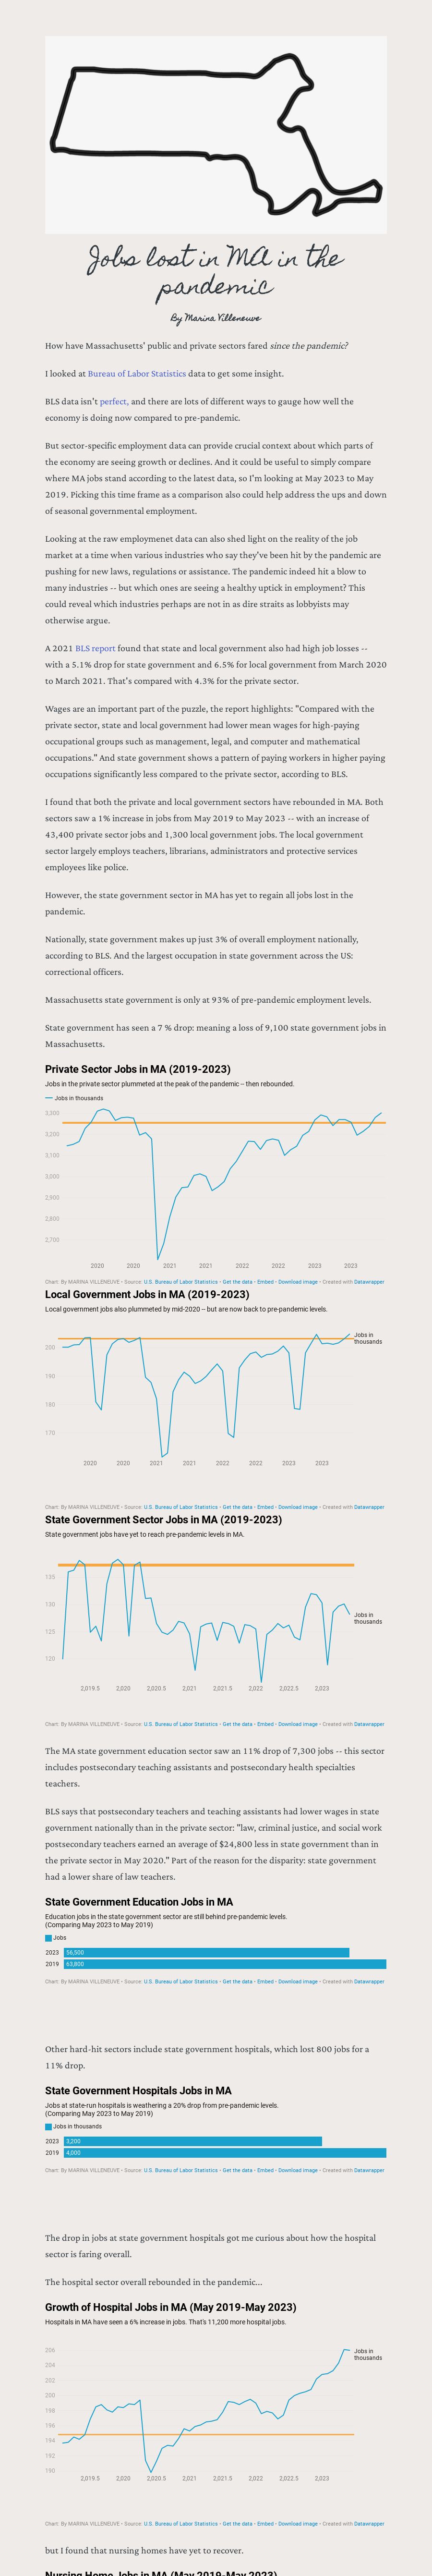 Jobs lost in MA in the
pandemic
By Marina Villeneuve
How have Massachusetts' public and private sectors fared since the pandemic?
I looked at Bureau of Labor Statistics data to get some insight.
BLS data isn't perfect, and there are lots of different ways to gauge how well the
economy is doing now compared to pre-pandemic.
But sector-specific employment data can provide crucial context about which parts of
the economy are seeing growth or declines. And it could be useful to simply compare
where MA jobs stand according to the latest data, so I'm looking at May 2023 to May
2019. Picking this time frame as a comparison also could help address the ups and down
of seasonal governmental employment.
Looking at the raw employmenet data can also shed light on the reality of the job
market at a time when various industries who say they've been hit by the pandemic are
pushing for new laws, regulations or assistance. The pandemic indeed hit a blow to
many industries -- but which ones are seeing a healthy uptick in employment? This
could reveal which industries perhaps are not in as dire straits as lobbyists may
otherwise argue.
A 2021 BLS report found that state and local government also had high job losses --
with a 5.1% drop for state government and 6.5% for local government from March 2020
to March 2021. That's compared with 4.3% for the private sector.
Wages are an important part of the puzzle, the report highlights: "Compared with the
private sector, state and local government had lower mean wages for high-paying
occupational groups such as management, legal, and computer and mathematical
occupations." And state government shows a pattern of paying workers in higher paying
occupations significantly less compared to the private sector, according to BLS.
I found that both the private and local government sectors have rebounded in MA. Both
sectors saw a 1% increase in jobs from May 2019 to May 2023 -- with an increase of
43,400 private sector jobs and 1,300 local government jobs. The local government
sector largely employs teachers, librarians, administrators and protective services
employees like police.
However, the state government sector in MA has yet to regain all jobs lost in the
pandemic.
Nationally, state government makes up just 3% of overall employment nationally,
according to BLS. And the largest occupation in state government across the US:
correctional officers.
Massachusetts state government is only at 93% of pre-pandemic employment levels.
State government has seen a 7 % drop: meaning a loss of 9,100 state government jobs in
Massachusetts.
Private Sector Jobs in MA (2019-2023)
Jobs in the private sector plummeted at the peak of the pandemic -- then rebounded.
Jobs in thousands
3,300
3,200
3,100
3,000
2,900
2,800
2,700
2020 2020 2021 2021 2022 2022 2023 2023
Chart: By MARINA VILLENEUVE • Source: U.S. Bureau of Labor Statistics • Get the data • Embed • Download image • Created with Datawrapper
Local Government Jobs in MA (2019-2023)
Local government jobs also plummeted by mid-2020 -- but are now back to pre-pandemic levels.
Jobs in
thousands
200
190
180
170
2020 2020 2021 2021 2022 2022 2023 2023
Chart: By MARINA VILLENEUVE • Source: U.S. Bureau of Labor Statistics • Get the data • Embed • Download image • Created with Datawrapper
State Government Sector Jobs in MA (2019-2023)
State government jobs have yet to reach pre-pandemic levels in MA.
135
130
Jobs in
thousands
125
120
2,019.5 2,020 2,020.5 2,021 2,021.5 2,022 2,022.5 2,023
Chart: By MARINA VILLENEUVE • Source: U.S. Bureau of Labor Statistics • Get the data • Embed • Download image • Created with Datawrapper
The MA state government education sector saw an 11% drop of 7,300 jobs -- this sector
includes postsecondary teaching assistants and postsecondary health specialties
teachers.
BLS says that postsecondary teachers and teaching assistants had lower wages in state
government nationally than in the private sector: "law, criminal justice, and social work
postsecondary teachers earned an average of $24,800 less in state government than in
the private sector in May 2020." Part of the reason for the disparity: state government
had a lower share of law teachers.
State Government Education Jobs in MA
Education jobs in the state government sector are still behind pre-pandemic levels.
(Comparing May 2023 to May 2019)
Jobs
2023 56,500
2019 63,800
Chart: By MARINA VILLENEUVE • Source: U.S. Bureau of Labor Statistics • Get the data • Embed • Download image • Created with Datawrapper
Other hard-hit sectors include state government hospitals, which lost 800 jobs for a
11% drop.
State Government Hospitals Jobs in MA
Jobs at state-run hospitals is weathering a 20% drop from pre-pandemic levels.
(Comparing May 2023 to May 2019)
Jobs in thousands
2023 3,200
2019 4,000
Chart: By MARINA VILLENEUVE • Source: U.S. Bureau of Labor Statistics • Get the data • Embed • Download image • Created with Datawrapper
The drop in jobs at state government hospitals got me curious about how the hospital
sector is faring overall.
The hospital sector overall rebounded in the pandemic...
Growth of Hospital Jobs in MA (May 2019-May 2023)
Hospitals in MA have seen a 6% increase in jobs. That's 11,200 more hospital jobs.
206
Jobs in
thousands
204
202
200
198
196
194
192
190
2,019.5 2,020 2,020.5 2,021 2,021.5 2,022 2,022.5 2,023
Chart: By MARINA VILLENEUVE • Source: U.S. Bureau of Labor Statistics • Get the data • Embed • Download image • Created with Datawrapper
but I found that nursing homes have yet to recover.
Nursing Home Jobs in MA (May 2019-May 2023)